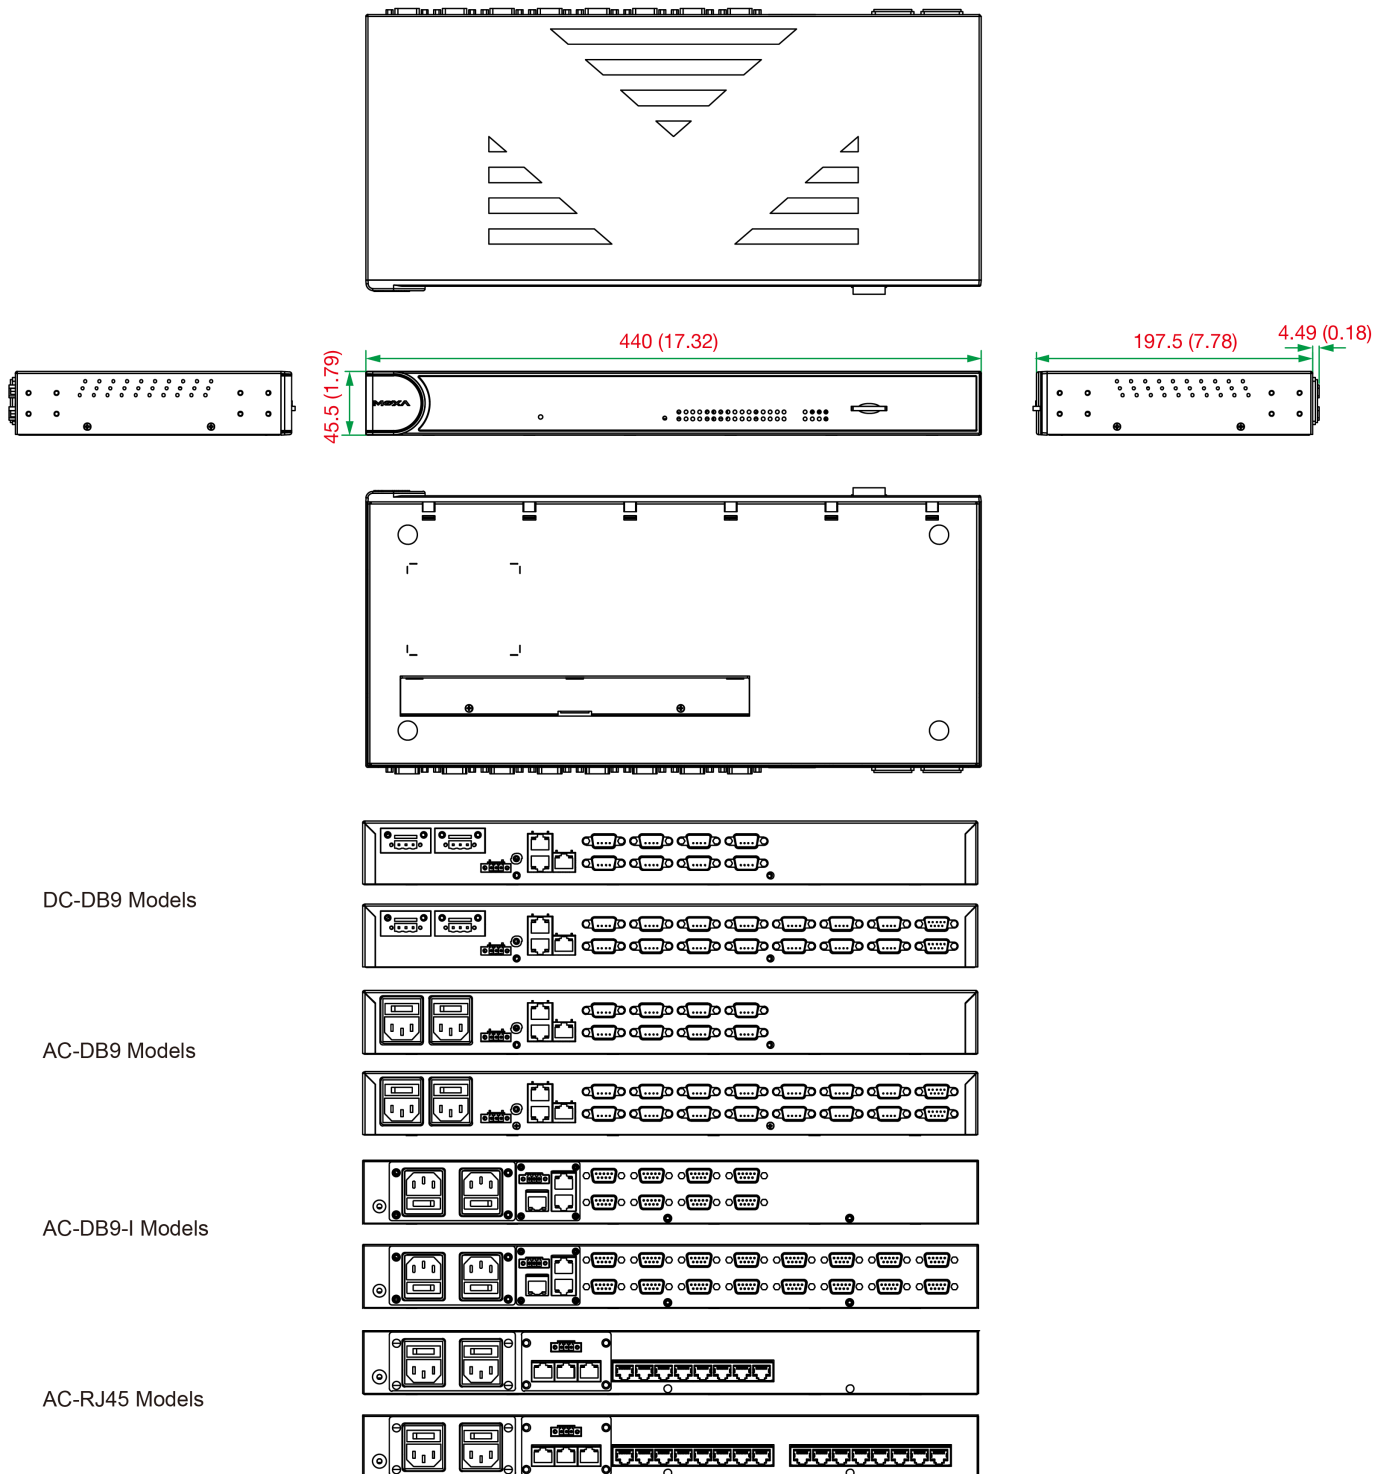 440 (17.32)
197.5 (7.78)
4.49 (0.18)
45.5 (1.79)
MOXA
DC-DB9 Models
AC-DB9 Models
AC-DB9-I Models
AC-RJ45 Models